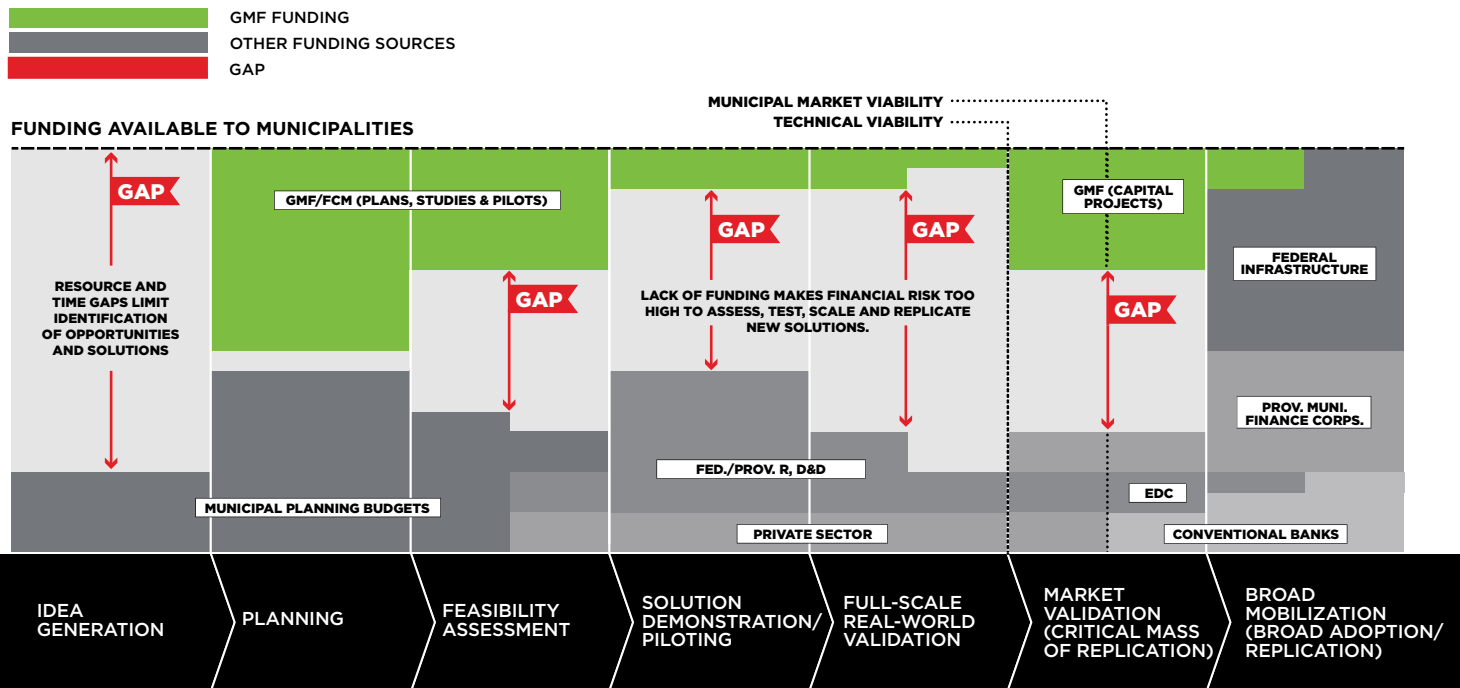 GMF FUNDING
OTHER FUNDING SOURCES
GAP
MUNICIPAL MARKET VIABILITY
TECHNICAL VIABILITY
FUNDING AVAILABLE TO MUNICIPALITIES
GAP
RESOURCE AND
TIME GAPS LIMIT
IDENTIFICATION
OF OPPORTUNITIES
AND SOLUTIONS
GMF/FCM (PLANS, STUDIES & PILOTS)
GAP
GAP
GAP
LACK OF FUNDING MAKES FINANCIAL RISK TOO
HIGH TO ASSESS, TEST, SCALE AND REPLICATE
NEW SOLUTIONS.
GMF (CAPITAL
PROJECTS)
GAP
FEDERAL
INFRASTRUCTURE
PROV. MUNI.
FINANCE CORPS.
FED./PROV. R, D&D
EDC
MUNICIPAL PLANNING BUDGETS
PRIVATE SECTOR
CONVENTIONAL BANKS
IDEA
GENERATION
PLANNING
FEASIBILITY
ASSESSMENT
SOLUTION
DEMONSTRATION/
PILOTING
FULL-SCALE
REAL-WORLD
VALIDATION
MARKET
VALIDATION
(CRITICAL MASS
OF REPLICATION)
BROAD
MOBILIZATION
(BROAD ADOPTION/
REPLICATION)